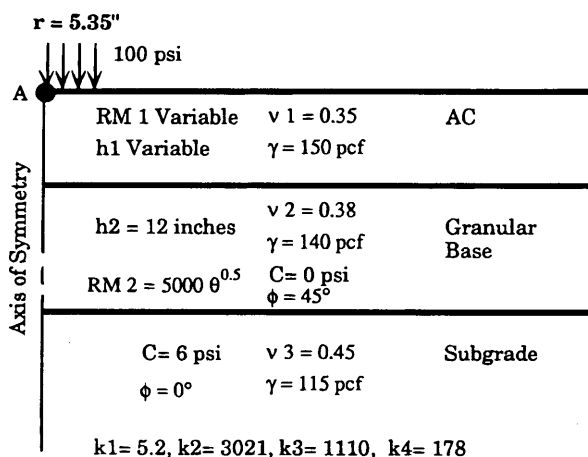 r = 5.35"
100 psi
A
RM 1 Variable ν 1 = 0.35 AC
h1 Variable γ = 150 pcf
Axis of Symmetry
h2 = 12 inches ν 2 = 0.38 Granular
γ = 140 pcf Base
RM 2 = 5000 θ^0.5 C= 0 psi
ϕ = 45°
C= 6 psi ν 3 = 0.45 Subgrade
ϕ = 0° γ = 115 pcf
k1= 5.2, k2= 3021, k3= 1110, k4= 178